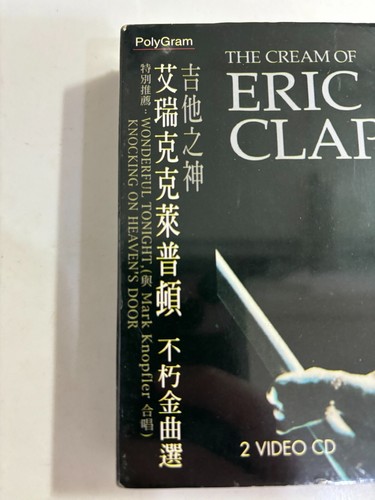 PolyGram
THE CREAM OF
ERIC
CLAP
吉他之神
艾瑞克克萊普頓 不朽金曲選
特別推薦：WONDERFUL TONIGHT,(與 Mark Knopfler 合唱)
KNOCKING ON HEAVEN'S DOOR
2 VIDEO CD